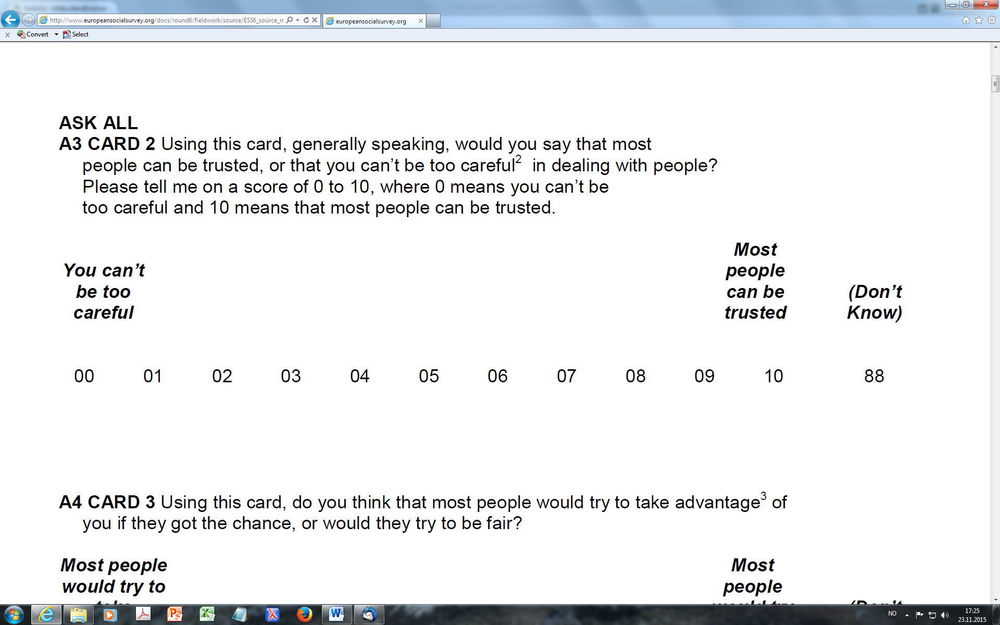 http://www.europeansocialsurvey.org/docs/round6/fieldwork/source/ESS6_source_n
europeansocialsurvey.org
x Convert Select
ASK ALL
A3 CARD 2 Using this card, generally speaking, would you say that most
people can be trusted, or that you can’t be too careful² in dealing with people?
Please tell me on a score of 0 to 10, where 0 means you can’t be
too careful and 10 means that most people can be trusted.
You can’t
be too
careful
Most
people
can be
trusted
(Don’t
Know)
00 01 02 03 04 05 06 07 08 09 10 88
A4 CARD 3 Using this card, do you think that most people would try to take advantage³ of
you if they got the chance, or would they try to be fair?
Most people
would try to
Most
people
would try
(Don’t
NO
17:25
23.11.2015